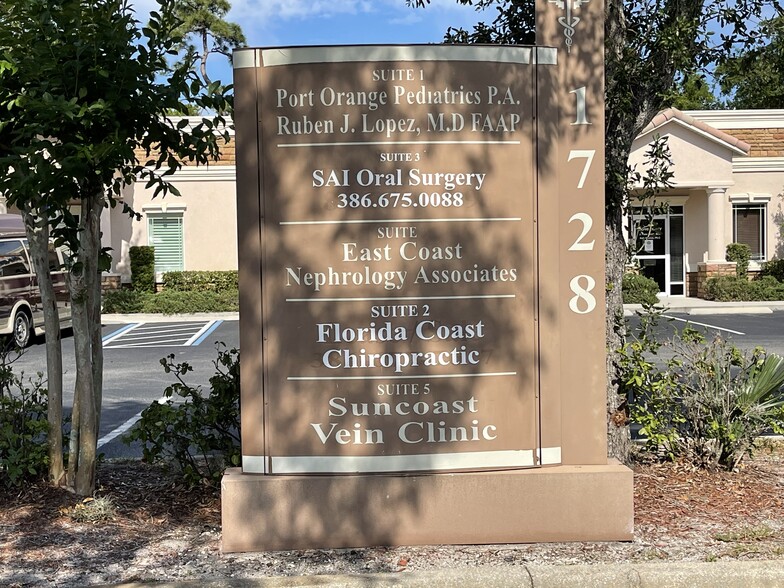 SUITE 1
Port Orange Pediatrics P.A.
Ruben J. Lopez, M.D FAAP
SUITE 3
SAI Oral Surgery
386.675.0088
SUITE
East Coast
Nephrology Associates
SUITE 2
Florida Coast
Chiropractic
SUITE 5
Suncoast
Vein Clinic
1
7
2
8